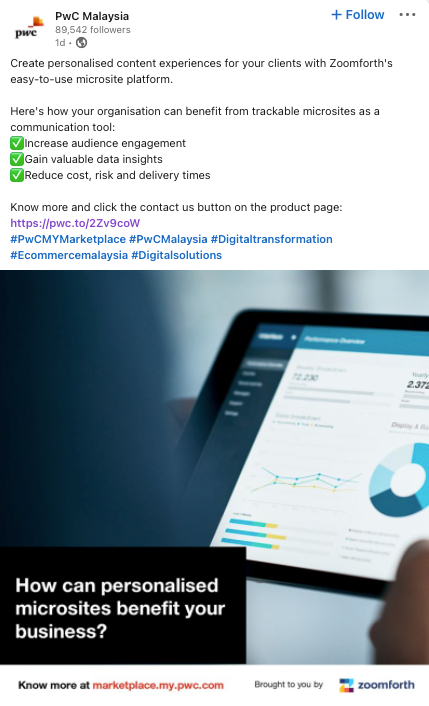 pwc
PwC Malaysia
+ Follow
89,542 followers
1d •
Create personalised content experiences for your clients with Zoomforth's
easy-to-use microsite platform.
Here's how your organisation can benefit from trackable microsites as a
communication tool:
✅Increase audience engagement
✅Gain valuable data insights
✅Reduce cost, risk and delivery times
Know more and click the contact us button on the product page:
https://pwc.to/2Zv9coW
#PwCMYMarketplace #PwCMalaysia #Digitaltransformation
#Ecommercemalaysia #Digitalsolutions
Performance Overview
72,230
Yearly
2.372
Display &
How can personalised
microsites benefit your
business?
Know more at marketplace.my.pwc.com
Brought to you by
zoomforth